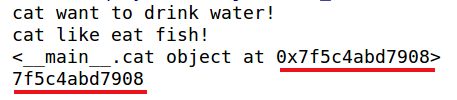 cat want to drink water!
cat like eat fish!
<__main__.cat object at 0x7f5c4abd7908>
7f5c4abd7908